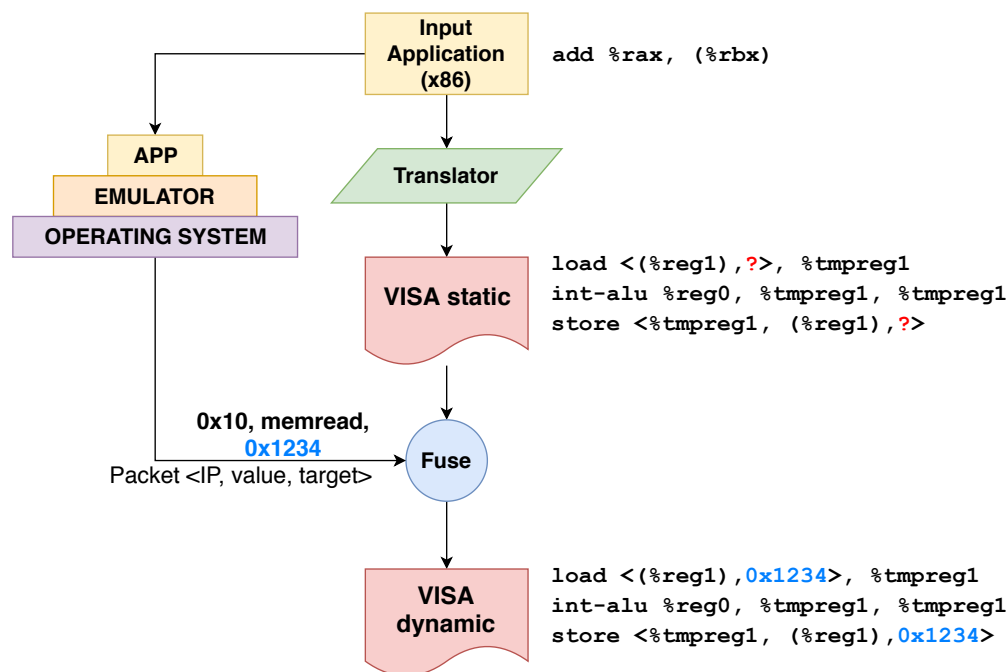 Input
Application
(x86)
add %rax, (%rbx)
APP
EMULATOR
OPERATING SYSTEM
Translator
VISA static
load <(%reg1),?>, %tmpreg1
int-alu %reg0, %tmpreg1, %tmpreg1
store <%tmpreg1, (%reg1),?>
0x10, memread,
0x1234
Packet <IP, value, target>
Fuse
VISA
dynamic
load <(%reg1),0x1234>, %tmpreg1
int-alu %reg0, %tmpreg1, %tmpreg1
store <%tmpreg1, (%reg1),0x1234>